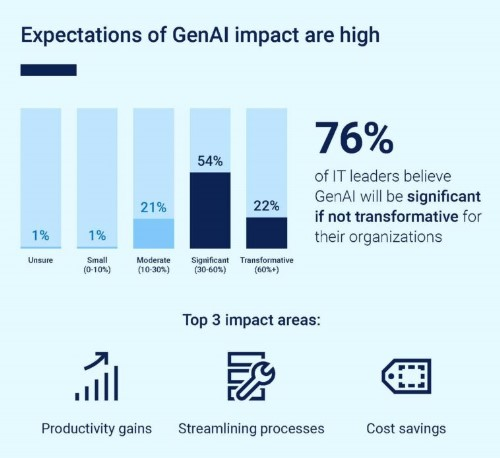 Expectations of GenAI impact are high
1%
1%
21%
54%
22%
Unsure
Small
(0-10%)
Moderate
(10-30%)
Significant
(30-60%)
Transformative
(60%+)
76%
of IT leaders believe
GenAI will be significant
if not transformative for
their organizations
Top 3 impact areas:
Productivity gains
Streamlining processes
Cost savings